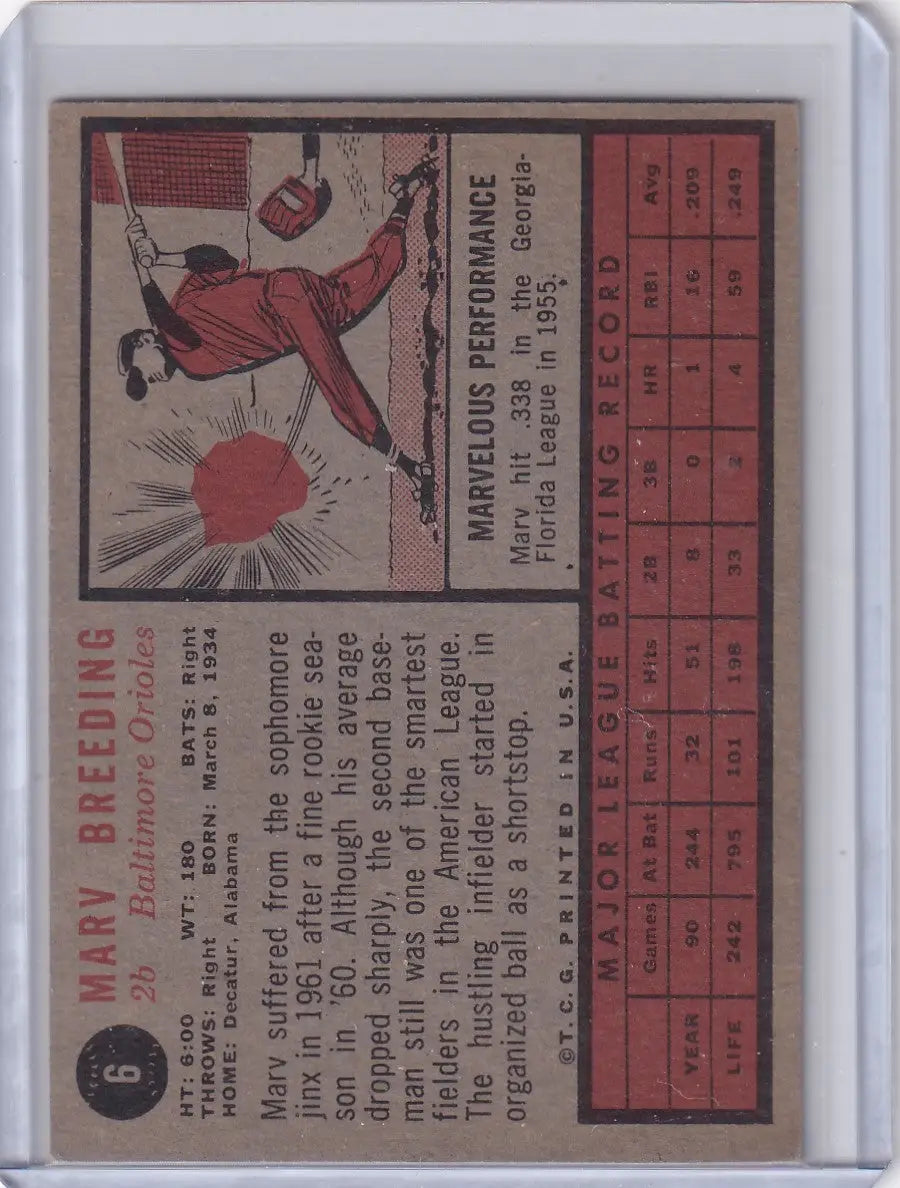 6
MARV BREEDING
2b Baltimore Orioles
HT: 6:00 WT: 180 BATS: Right
THROWS: Right BORN: March 8, 1934
HOME: Decatur, Alabama
Marv suffered from the sophomore
jinx in 1961 after a fine rookie sea-
son in '60. Although his average
dropped sharply, the second base-
man still was one of the smartest
fielders in the American League.
The hustling infielder started in
organized ball as a shortstop.
©T. C. G. PRINTED IN U.S.A.
MARVELOUS PERFORMANCE
Marv hit .338 in the Georgia-
Florida League in 1955.
MAJOR LEAGUE BATTING RECORD
Games At Bat Runs Hits 2B 3B HR RBI Avg
YEAR 90 244 32 51 8 0 1 16 .209
LIFE 242 795 101 198 33 2 4 59 .249